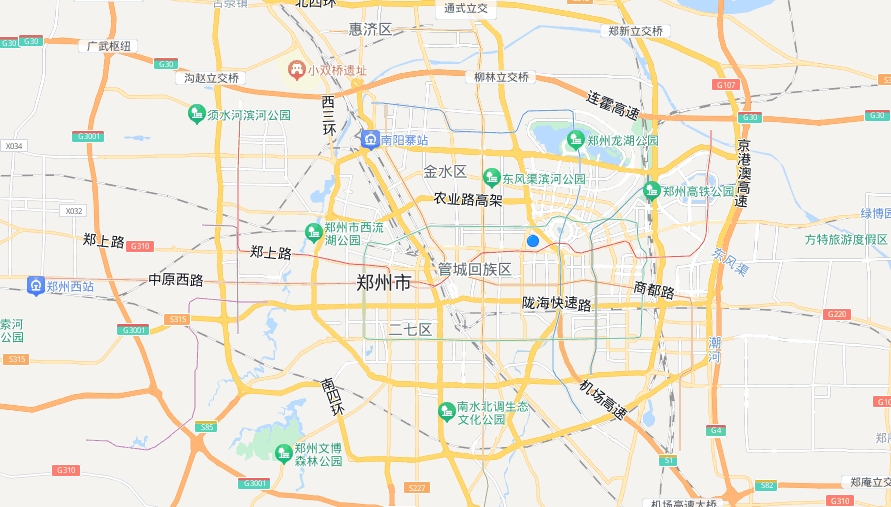 古荥镇
北四环
通式立交
惠济区
郑新立交桥
G30
G30
广武枢纽
G30
沟赵立交桥
小双桥遗址
柳林立交桥
G107
西三环
连霍高速
须水河滨河公园
G30
G30
G3001
南阳寨站
郑州龙湖公园
X034
京港澳高速
金水区
东风渠滨河公园
郑州高铁公园
农业路高架
X032
绿博园
郑州市西流
湖公园
方特旅游度假区
郑上路
G310
郑上路
东风渠
管城回族区
中原西路
郑州市
郑州西站
商都路
陇海快速路
G220
索河
公园
S315
G3001
二七区
潮河
S315
南四环
机场高速
南水北调生态
文化公园
S85
G4
郑州文博
森林公园
S1
G310
G3001
S227
S82
郑庵立交
G310
机场高速大桥